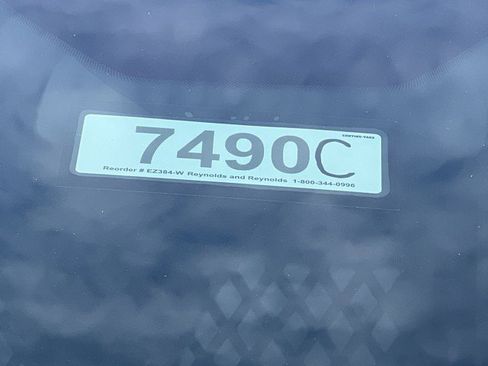 7490C
Reorder # EZ384-W Reynolds and Reynolds 1-800-344-0996